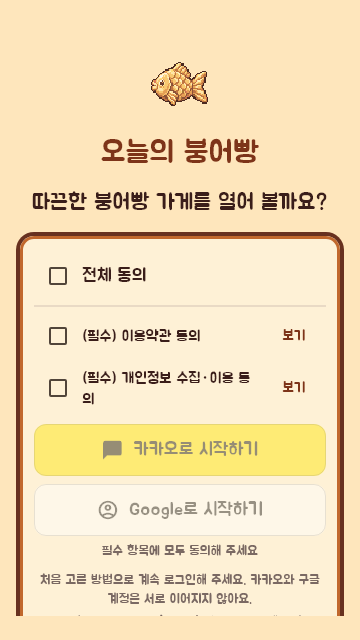 오늘의 붕어빵
따끈한 붕어빵 가게를 열어 볼까요?
전체 동의
(필수) 이용약관 동의 보기
(필수) 개인정보 수집·이용 동
의 보기
카카오로 시작하기
Google로 시작하기
필수 항목에 모두 동의해 주세요
처음 고른 방법으로 계속 로그인해 주세요. 카카오와 구글
계정은 서로 이어지지 않아요.